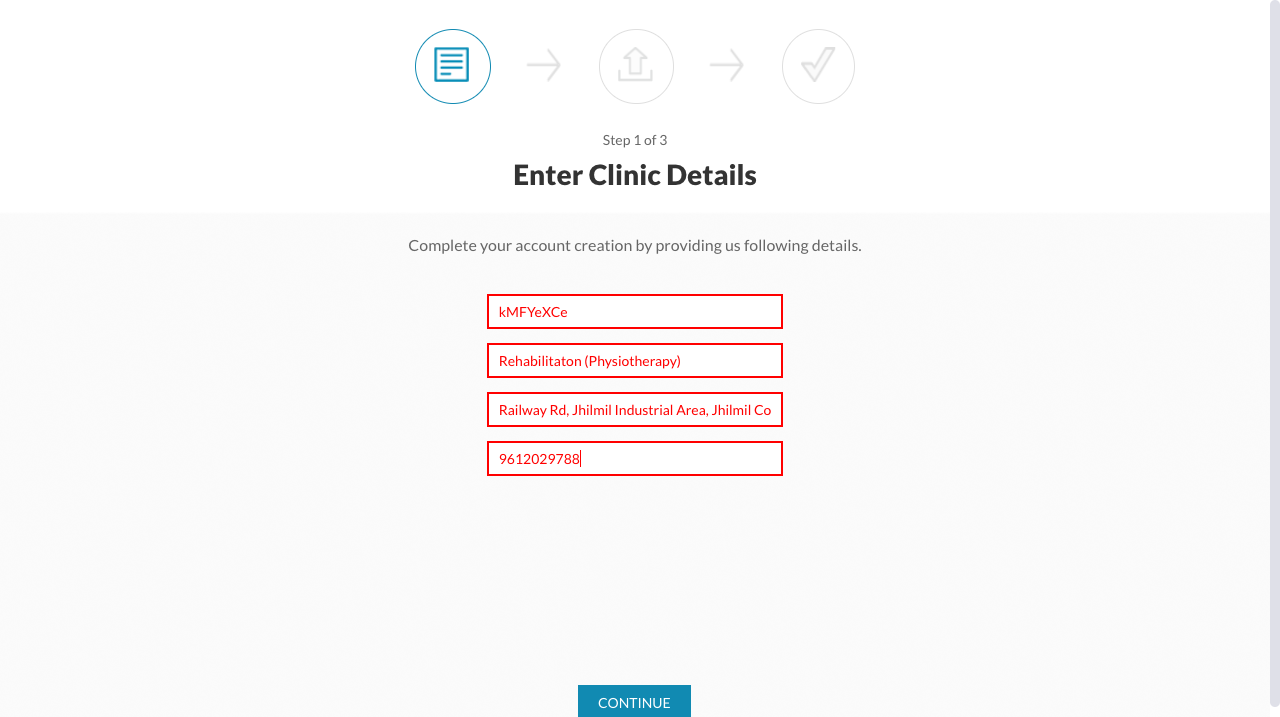 Step 1 of 3
Enter Clinic Details
Complete your account creation by providing us following details.
kMFYeXCe
Rehabilitaton (Physiotherapy)
Railway Rd, Jhilmil Industrial Area, Jhilmil Co
9612029788
CONTINUE